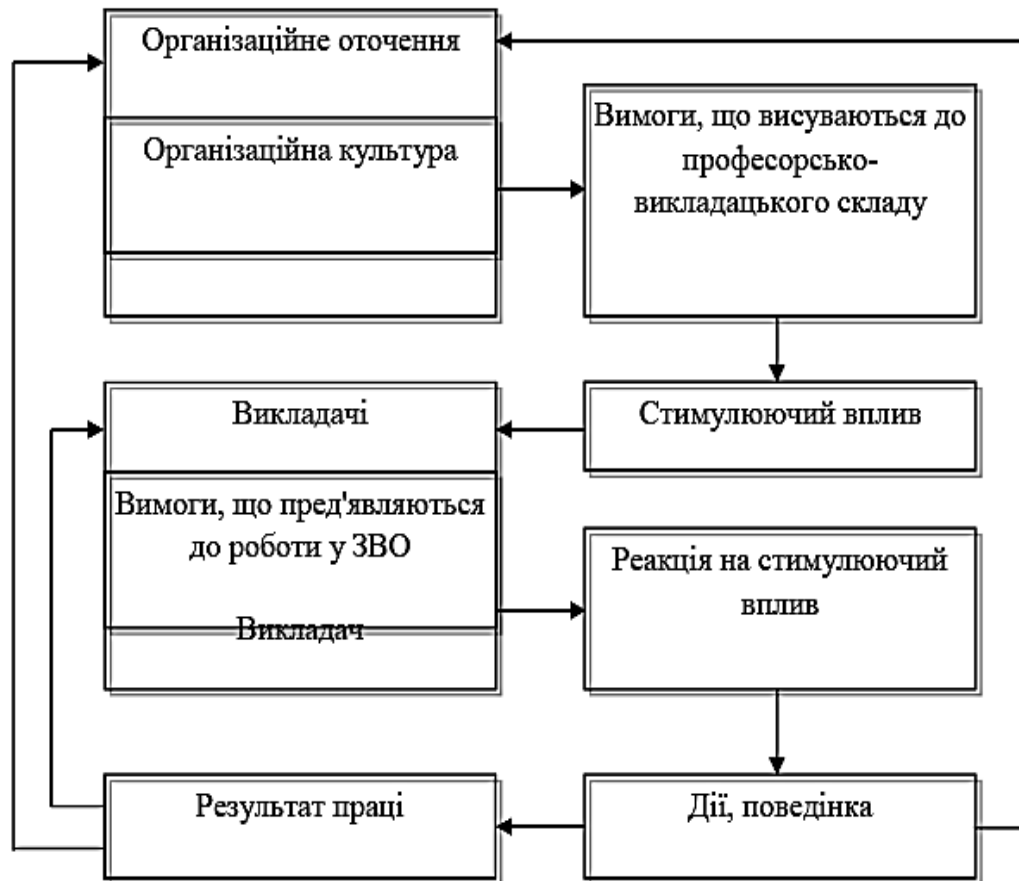 Організаційне оточення
Організаційна культура
Вимоги, що висуваються до
професорсько-
викладацького складу
Викладачі
Стимулюючий вплив
Вимоги, що пред'являються
до роботи у ЗВО
Викладач
Реакція на стимулюючий
вплив
Результат праці
Дії, поведінка